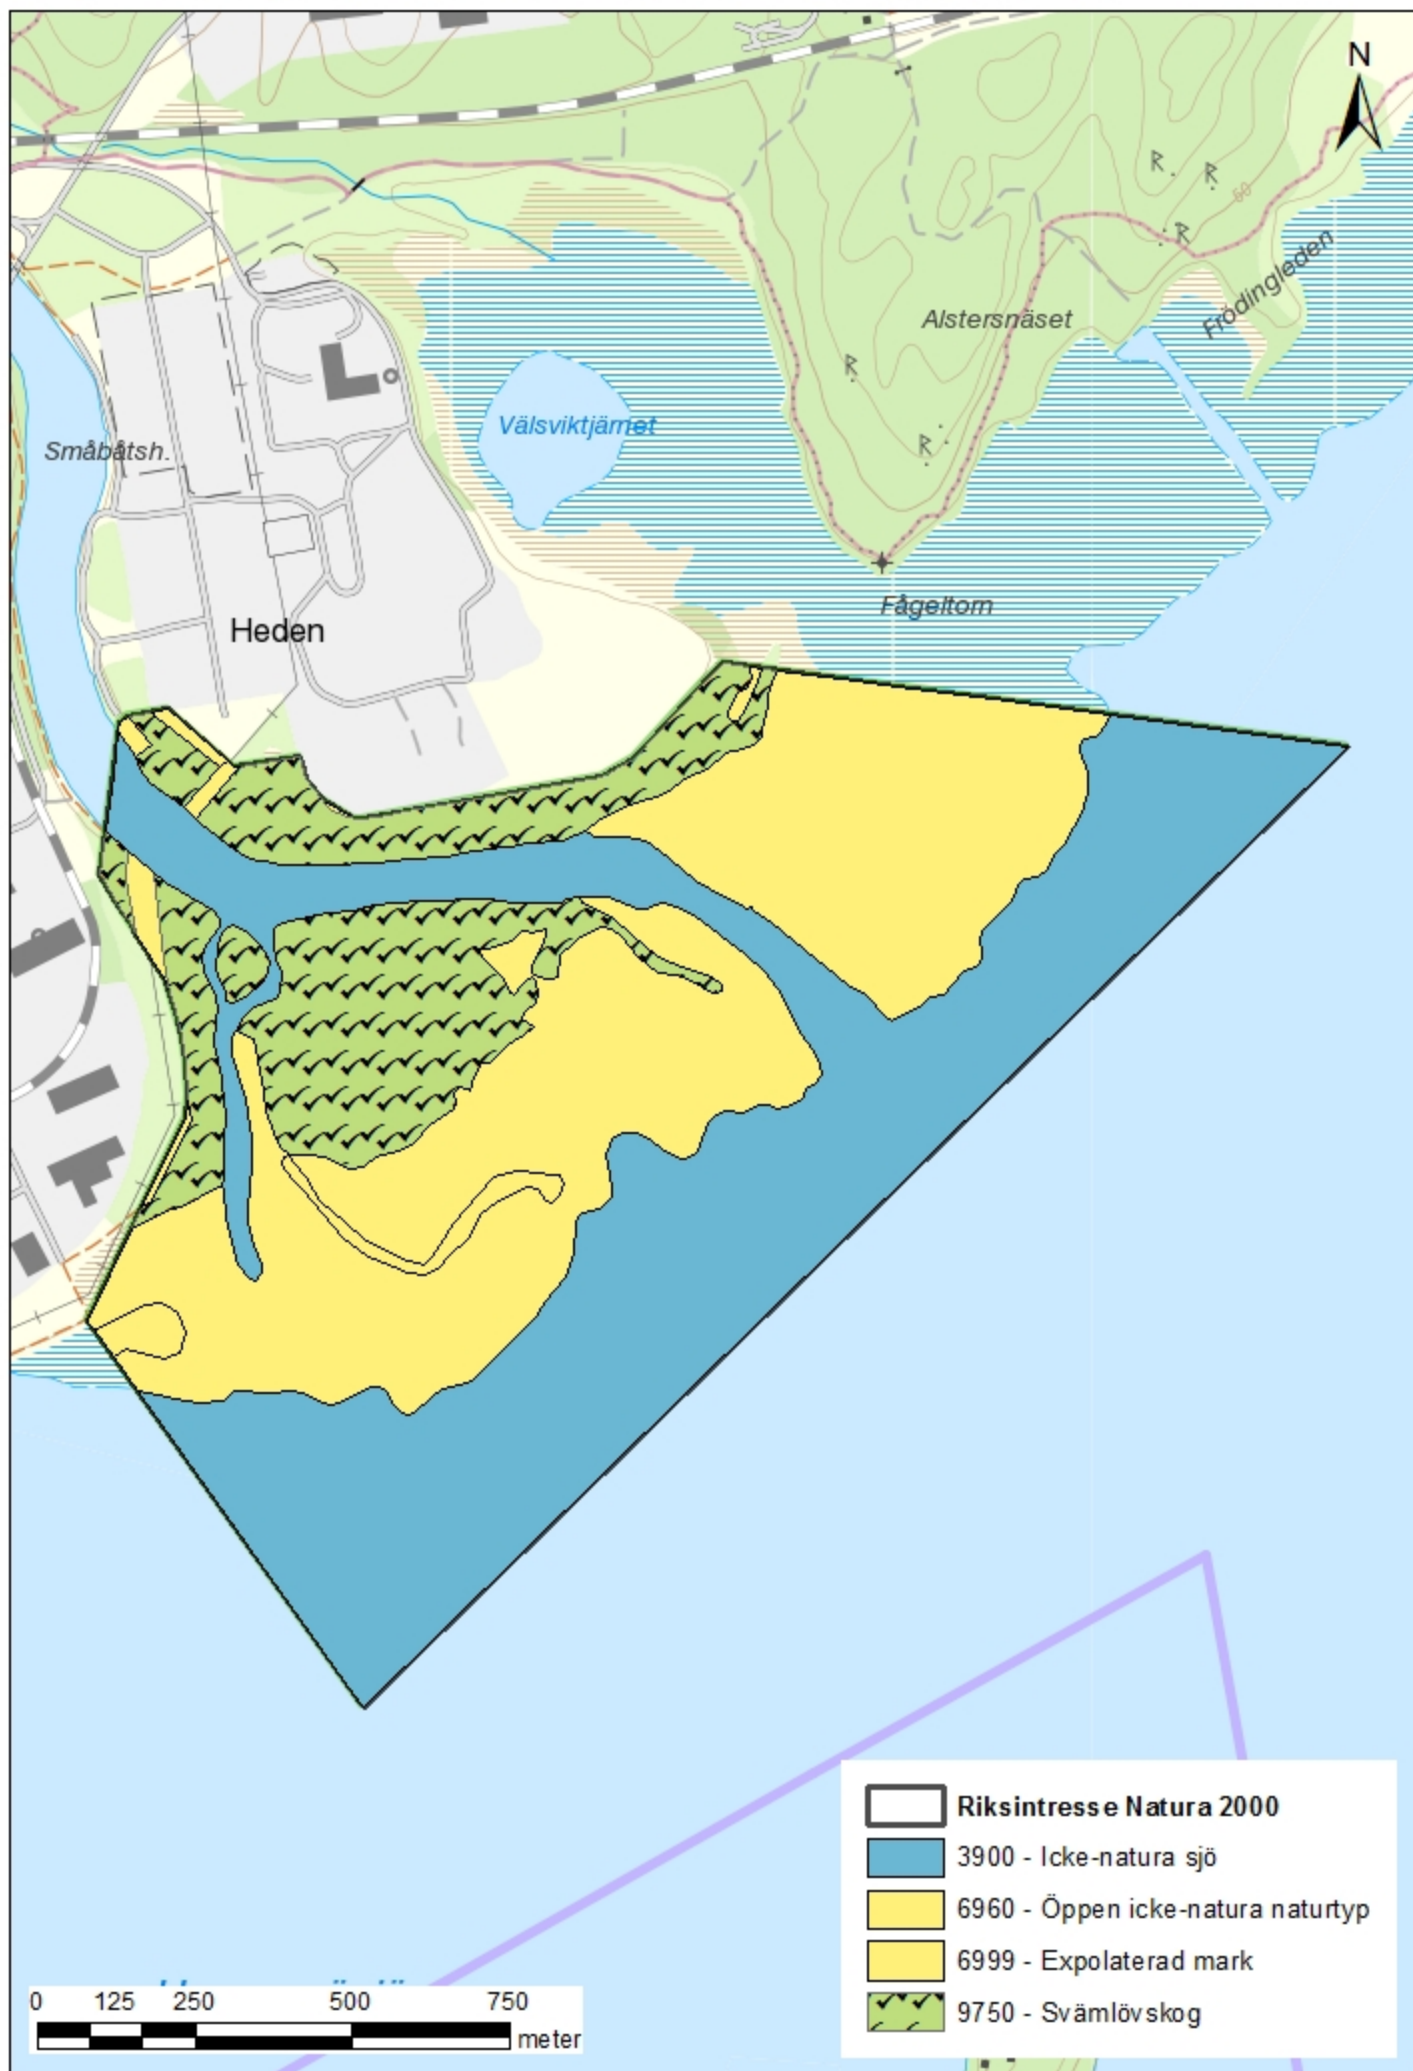 N
60
Frödingleden
Alstersnäset
Välsviktjärnet
Småbåtsh.
Fågeltorn
Heden
Riksintresse Natura 2000
3900 - Icke-natura sjö
6960 - Öppen icke-natura naturtyp
6999 - Expolaterad mark
9750 - Svämlövskog
0 125 250 500 750
meter